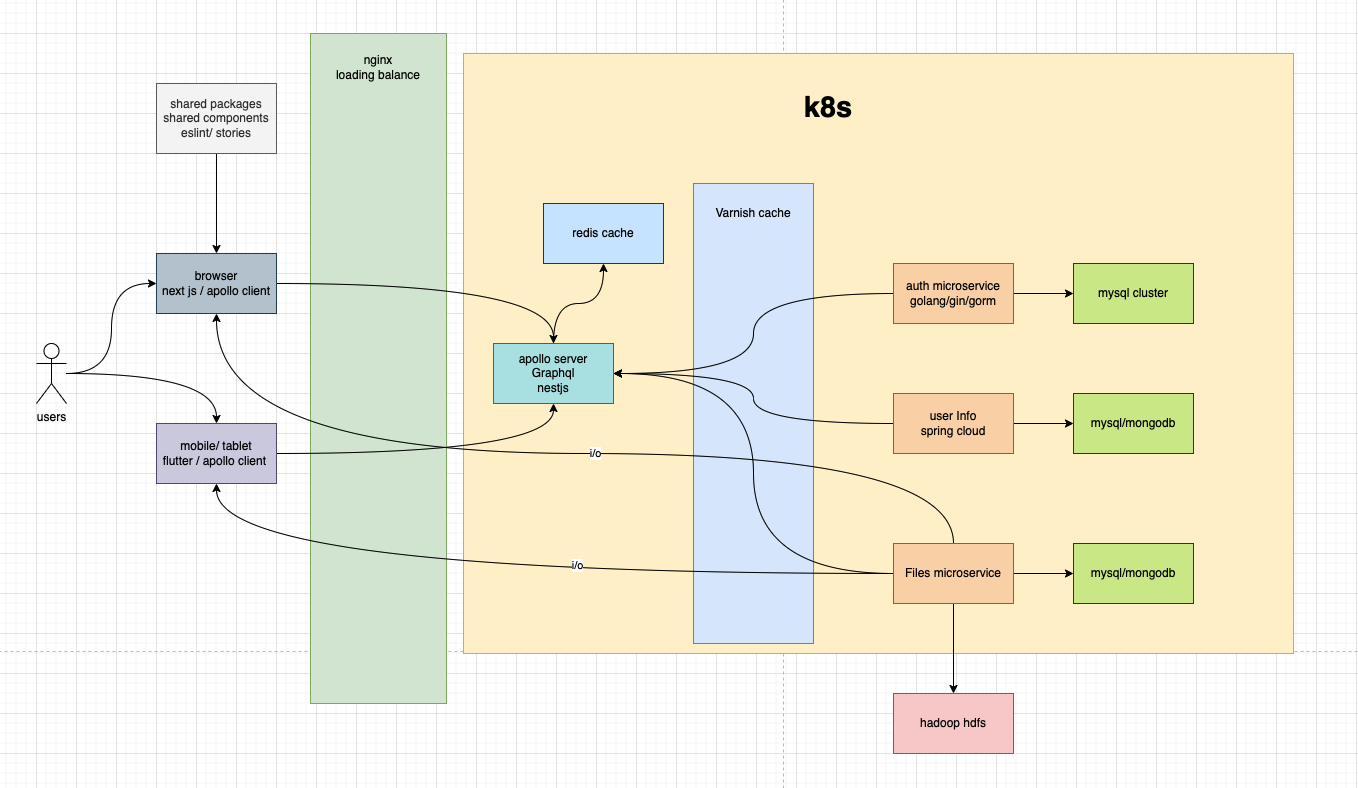 nginx
loading balance
k8s
shared packages
shared components
eslint/ stories
Varnish cache
redis cache
browser
next js / apollo client
auth microservice
golang/gin/gorm
mysql cluster
apollo server
Graphql
nestjs
users
user Info
spring cloud
mysql/mongodb
mobile/ tablet
flutter / apollo client
i/o
i/o
Files microservice
mysql/mongodb
hadoop hdfs